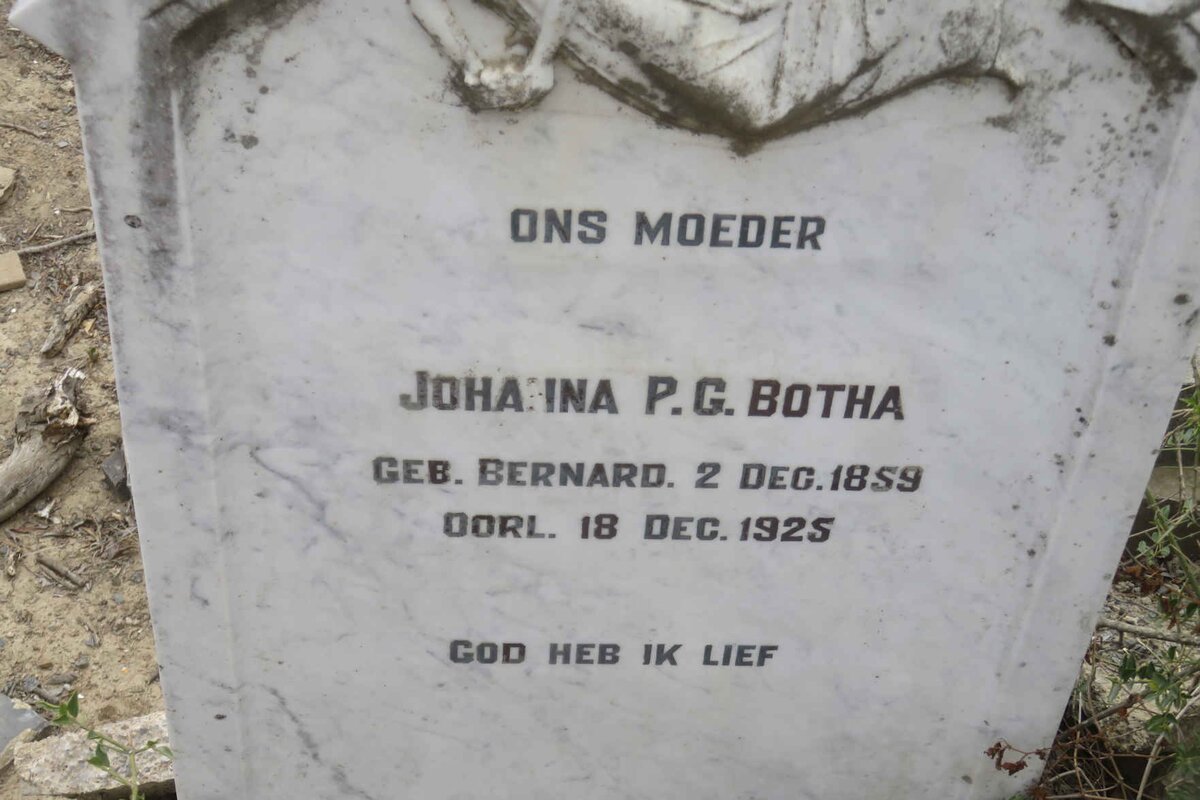 ONS MOEDER
JOHANNA P.G. BOTHA
GEB. BERNARD. 2 DEC. 1859
OORL. 18 DEC. 1925
GOD HEB IK LIEF